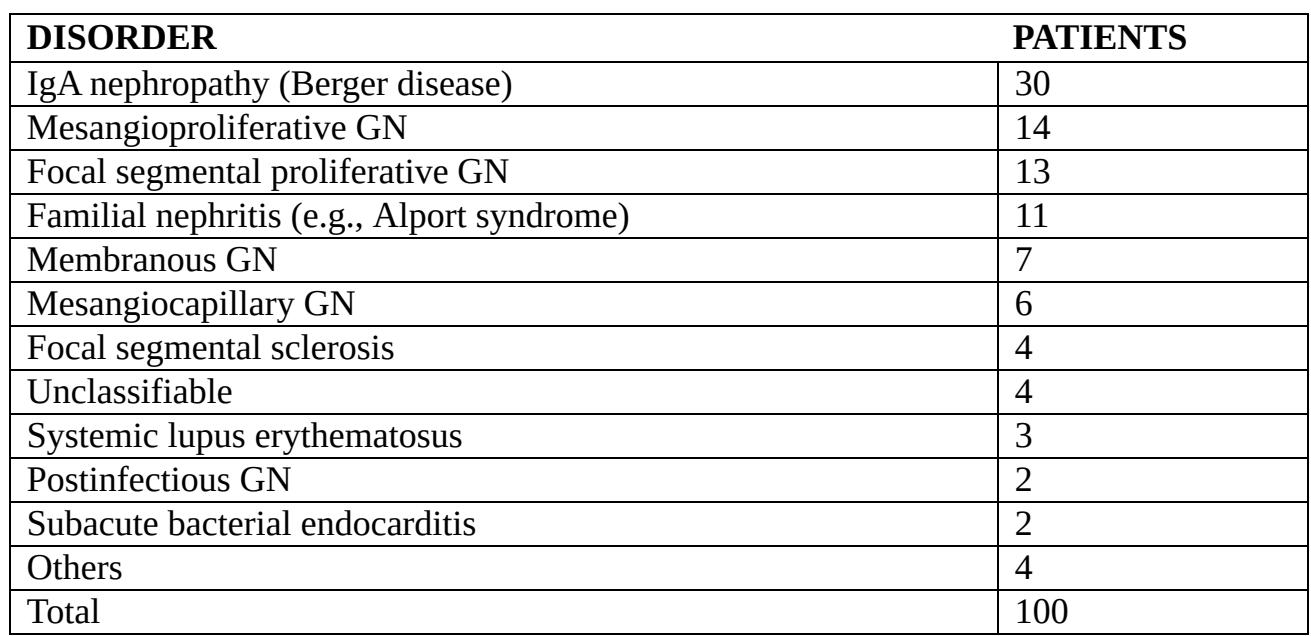 DISORDER PATIENTS
IgA nephropathy (Berger disease) 30
Mesangioproliferative GN 14
Focal segmental proliferative GN 13
Familial nephritis (e.g., Alport syndrome) 11
Membranous GN 7
Mesangiocapillary GN 6
Focal segmental sclerosis 4
Unclassifiable 4
Systemic lupus erythematosus 3
Postinfectious GN 2
Subacute bacterial endocarditis 2
Others 4
Total 100